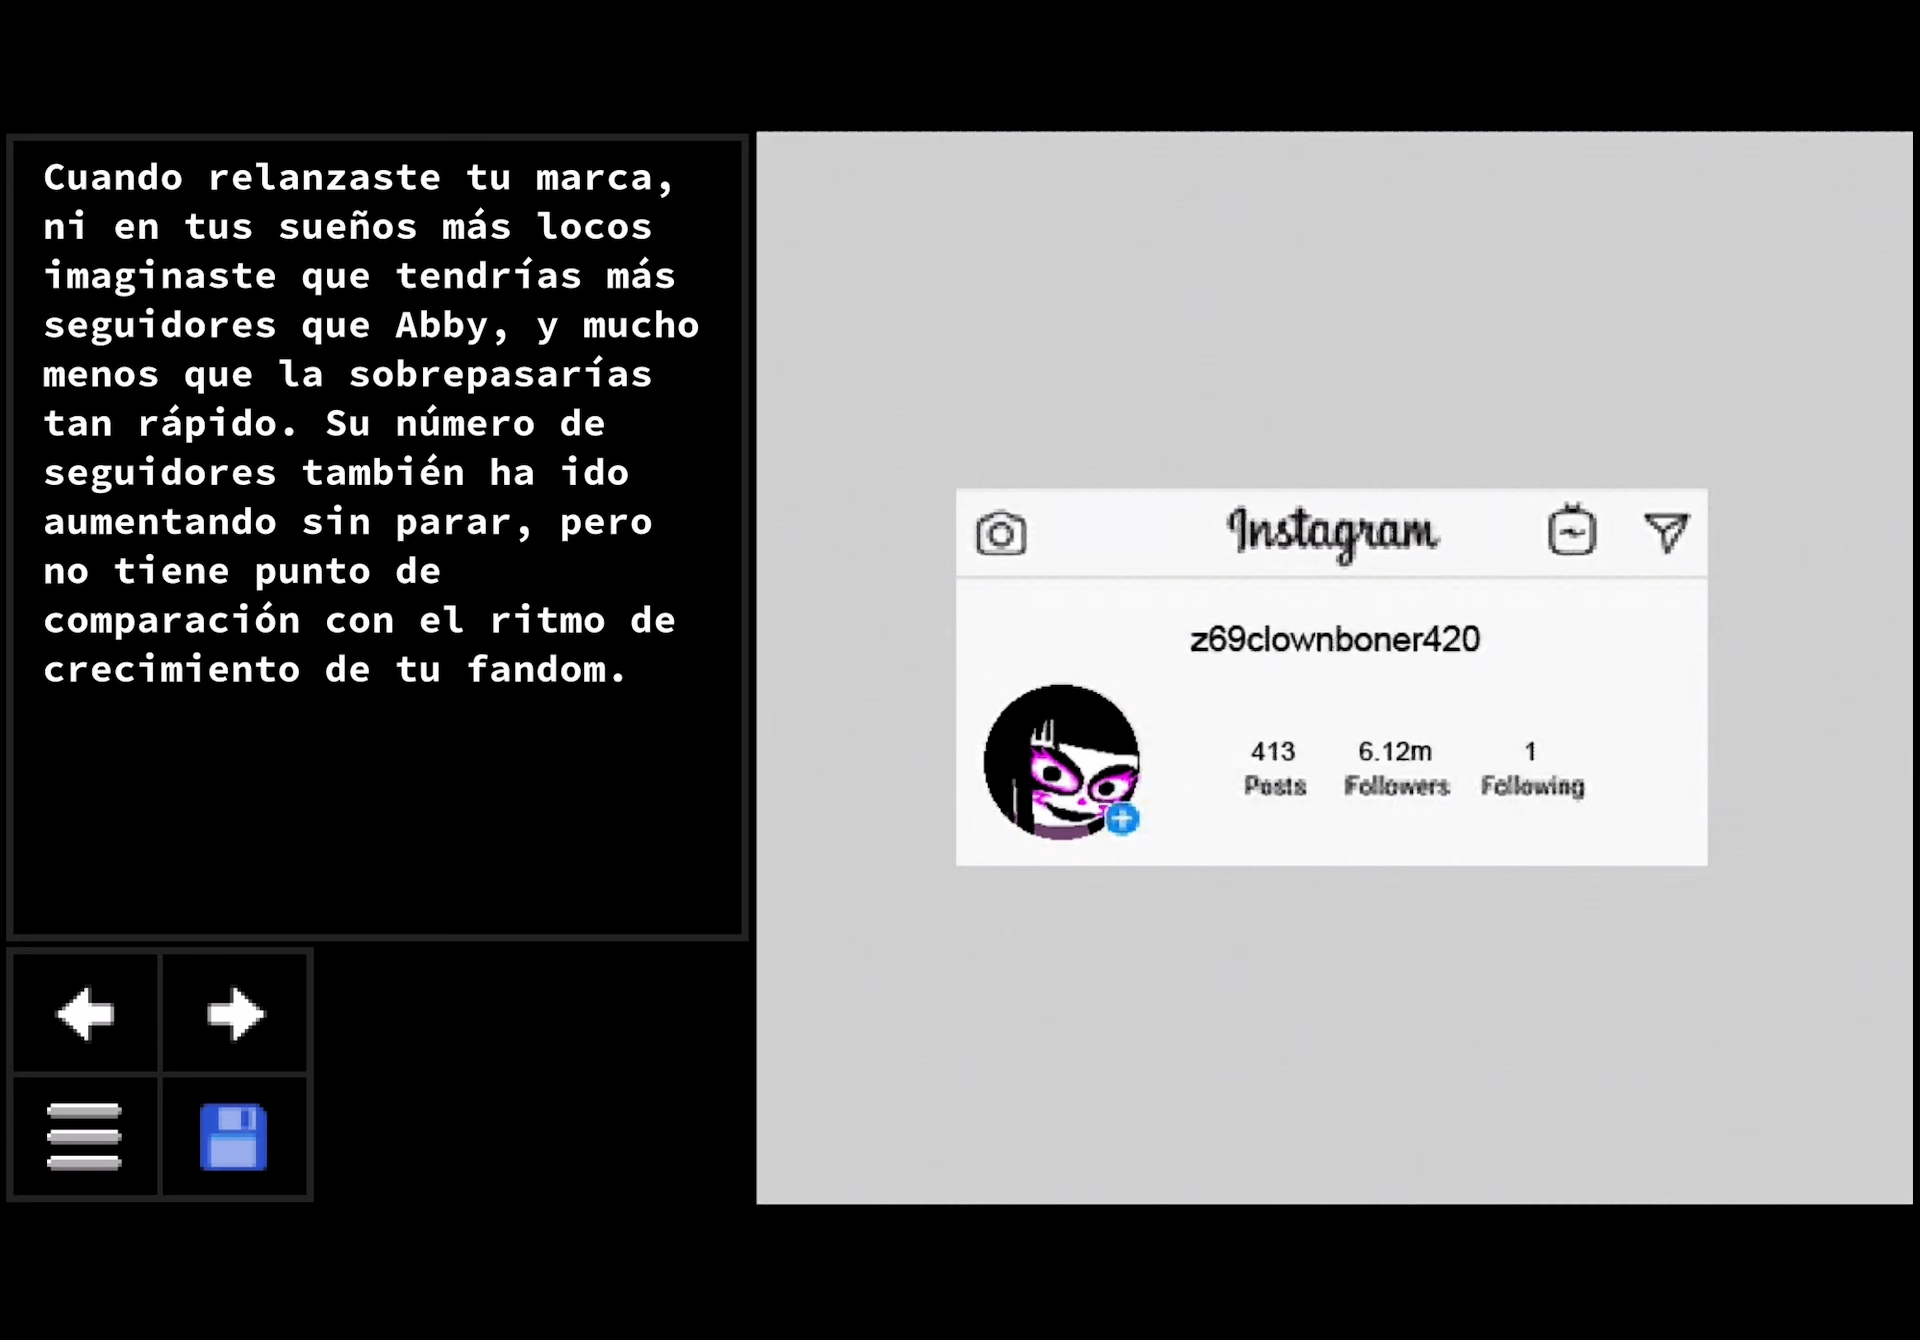 Cuando relanzaste tu marca,
ni en tus sueños más locos
imaginaste que tendrías más
seguidores que Abby, y mucho
menos que la sobrepasarías
tan rápido. Su número de
seguidores también ha ido
aumentando sin parar, pero
no tiene punto de
comparación con el ritmo de
crecimiento de tu fandom.
Instagram
z69clownboner420
413 6.12m 1
Posts Followers Following